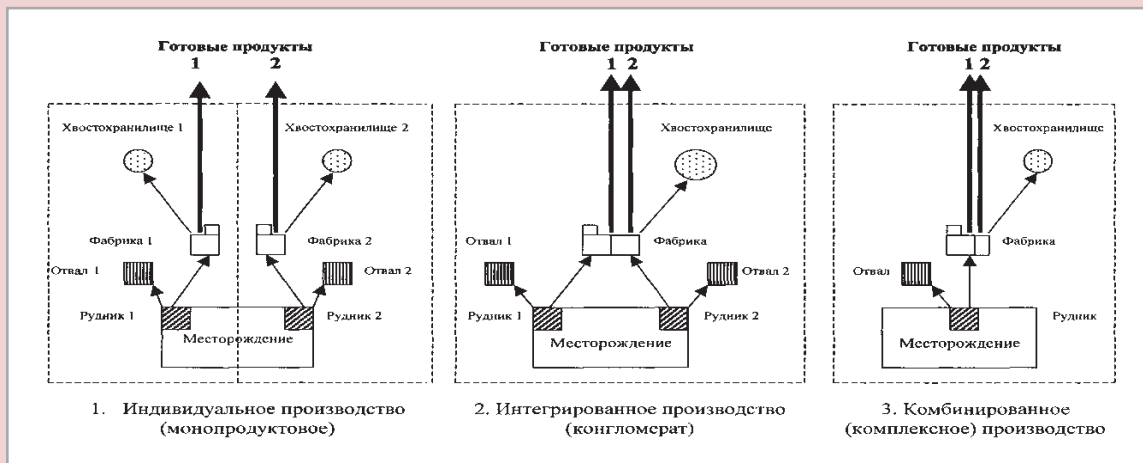 Готовые продукты
1 2
Хвостохранилище 1
Хвостохранилище 2
Фабрика 1
Фабрика 2
Отвал 1
Отвал 2
Рудник 1
Рудник 2
Месторождение
1. Индивидуальное производство
(монопродуктовое)
Готовые продукты
1 2
Хвостохранилище
Отвал 1
Фабрика
Отвал 2
Рудник 1
Рудник 2
Месторождение
2. Интегрированное производство
(конгломерат)
Готовые продукты
1 2
Хвостохранилище
Фабрика
Отвал
Рудник
Месторождение
3. Комбинированное
(комплексное) производство